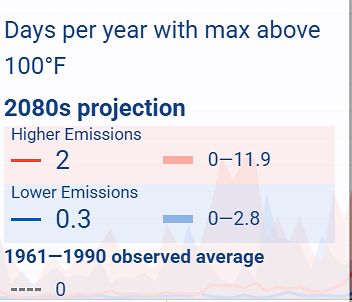 Days per year with max above
100°F
2080s projection
Higher Emissions
2 0—11.9
Lower Emissions
0.3 0—2.8
1961—1990 observed average
0